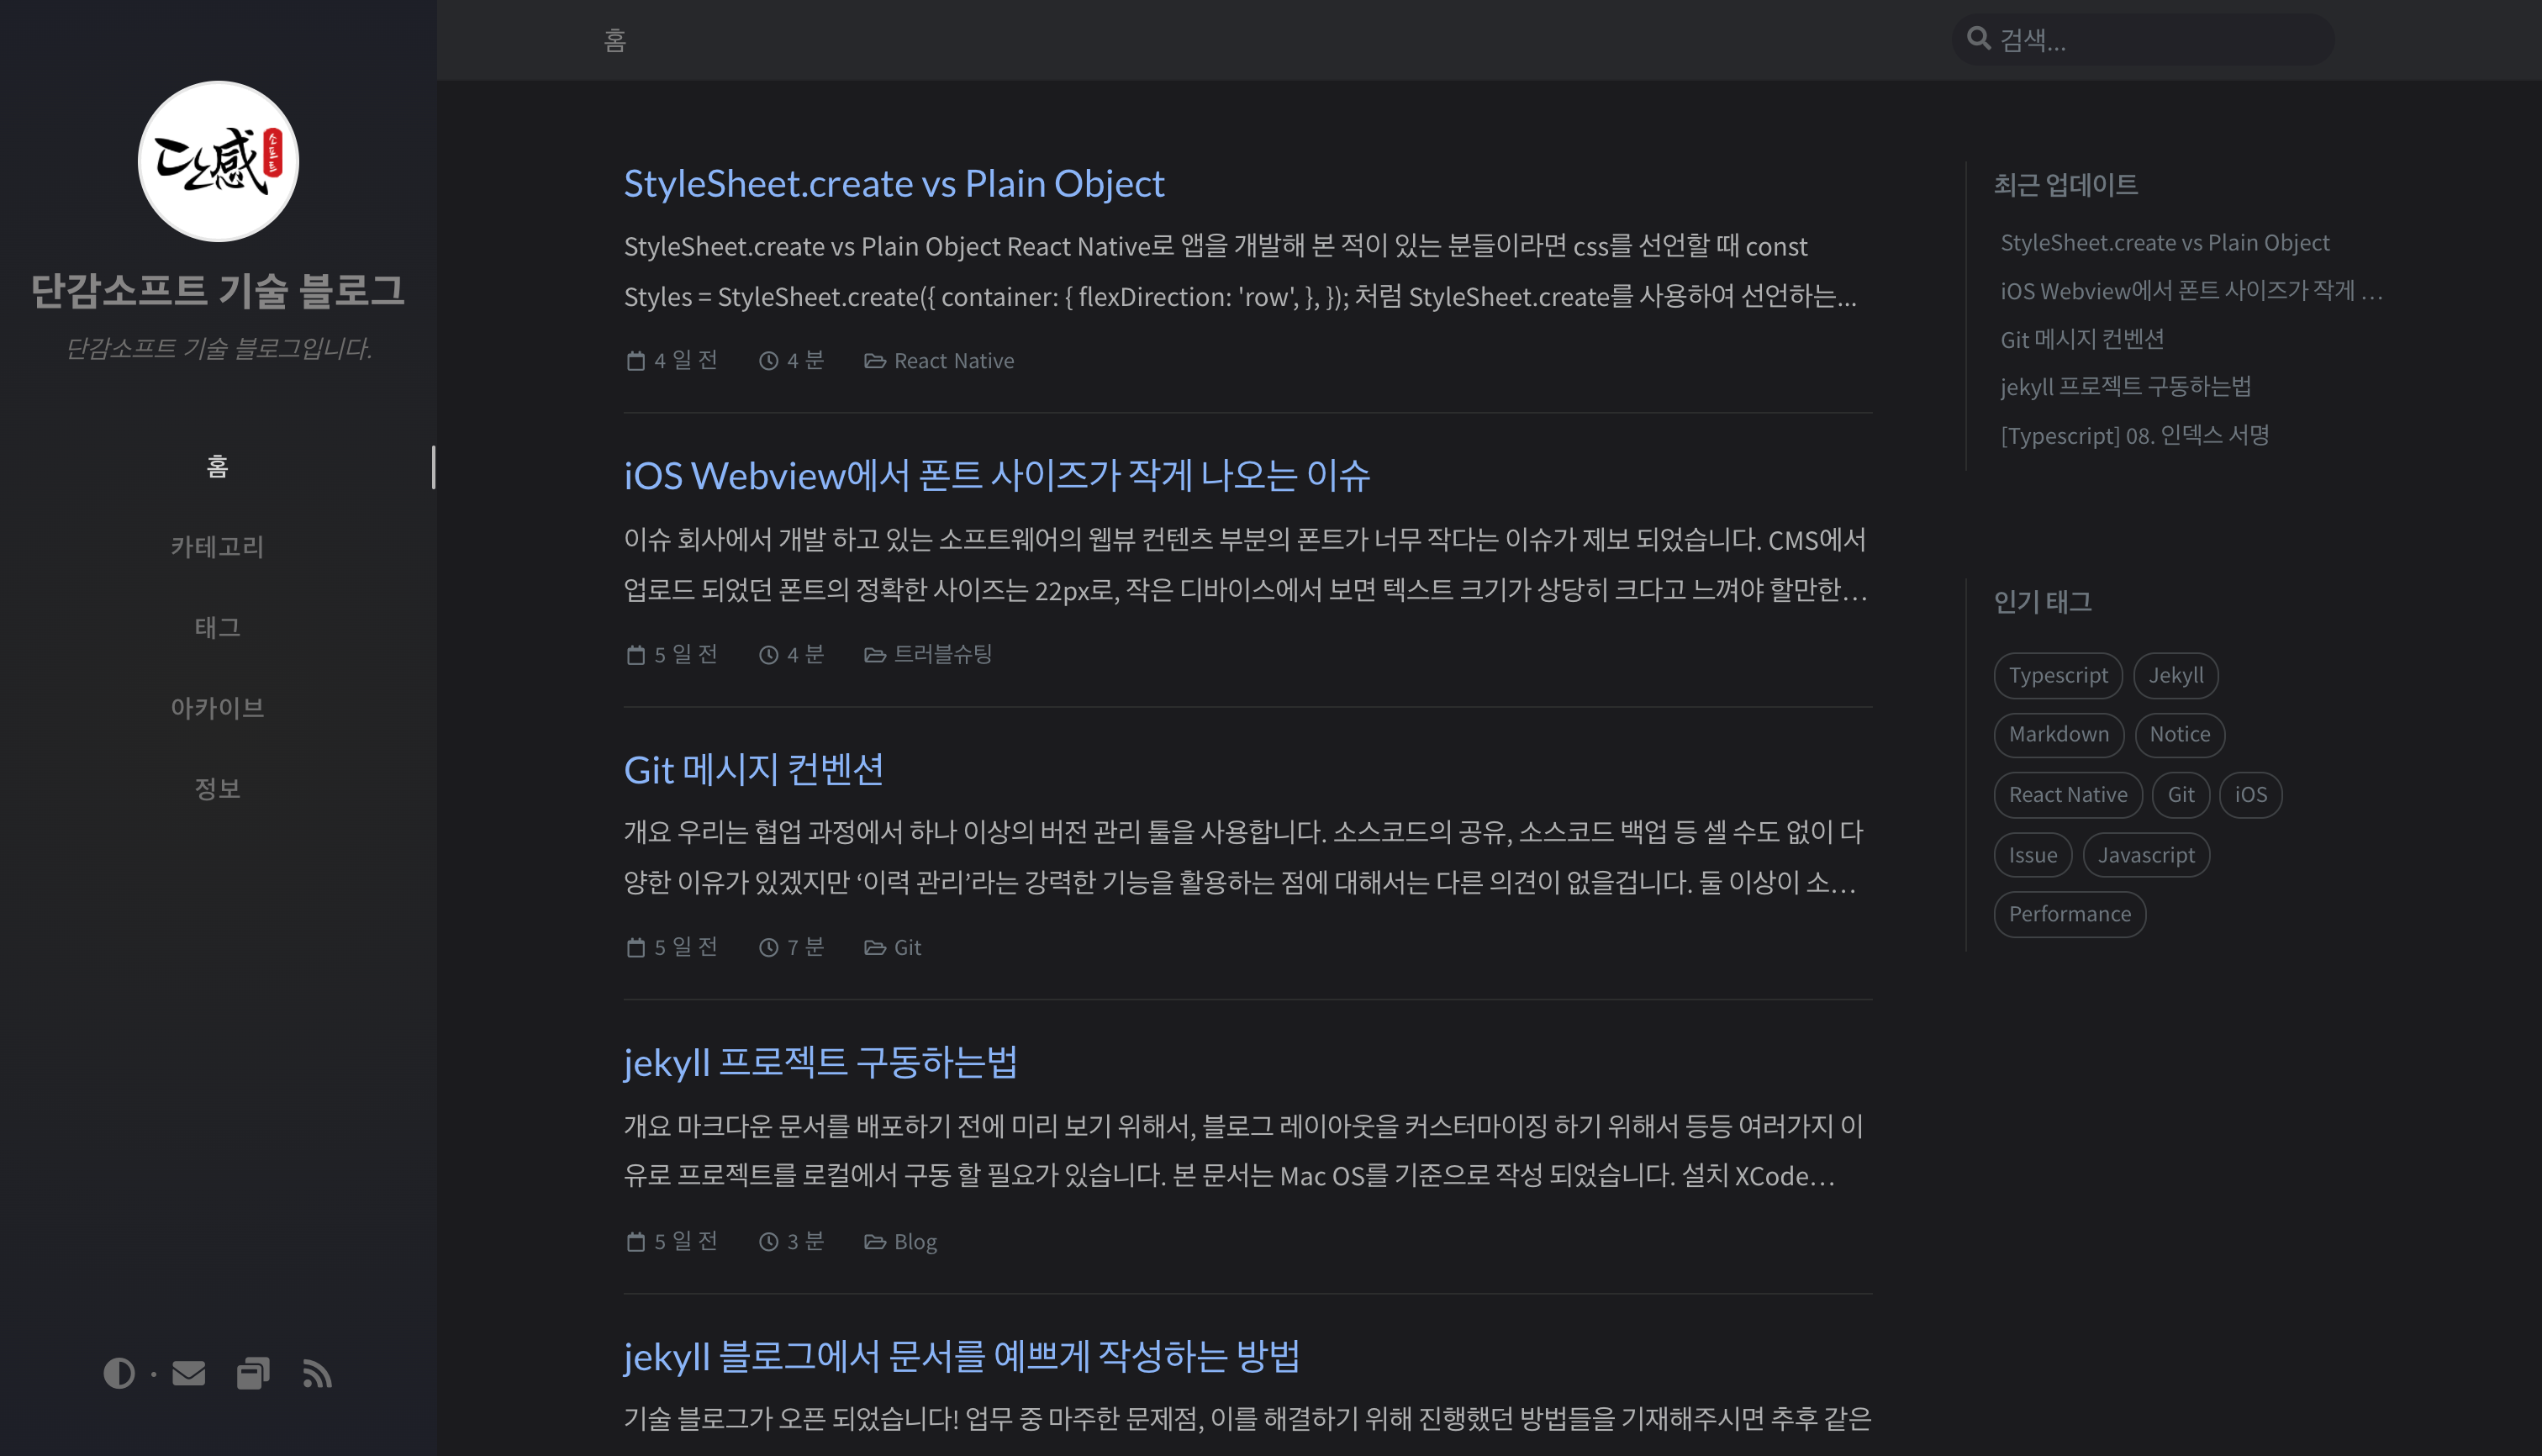 단感
소프트
단감소프트 기술 블로그
단감소프트 기술 블로그입니다.
홈
카테고리
태그
아카이브
정보
홈
검색...
StyleSheet.create vs Plain Object
StyleSheet.create vs Plain Object React Native로 앱을 개발해 본 적이 있는 분들이라면 css를 선언할 때 const
Styles = StyleSheet.create({ container: { flexDirection: 'row', }, }); 처럼 StyleSheet.create를 사용하여 선언하는...
4 일 전 4 분 React Native
iOS Webview에서 폰트 사이즈가 작게 나오는 이슈
이슈 회사에서 개발 하고 있는 소프트웨어의 웹뷰 컨텐츠 부분의 폰트가 너무 작다는 이슈가 제보 되었습니다. CMS에서
업로드 되었던 폰트의 정확한 사이즈는 22px로, 작은 디바이스에서 보면 텍스트 크기가 상당히 크다고 느껴야 할만한...
5 일 전 4 분 트러블슈팅
Git 메시지 컨벤션
개요 우리는 협업 과정에서 하나 이상의 버전 관리 툴을 사용합니다. 소스코드의 공유, 소스코드 백업 등 셀 수도 없이 다
양한 이유가 있겠지만 ‘이력 관리’라는 강력한 기능을 활용하는 점에 대해서는 다른 의견이 없을겁니다. 둘 이상이 소...
5 일 전 7 분 Git
jekyll 프로젝트 구동하는법
개요 마크다운 문서를 배포하기 전에 미리 보기 위해서, 블로그 레이아웃을 커스터마이징 하기 위해서 등등 여러가지 이
유로 프로젝트를 로컬에서 구동 할 필요가 있습니다. 본 문서는 Mac OS를 기준으로 작성 되었습니다. 설치 XCode...
5 일 전 3 분 Blog
jekyll 블로그에서 문서를 예쁘게 작성하는 방법
기술 블로그가 오픈 되었습니다! 업무 중 마주한 문제점, 이를 해결하기 위해 진행했던 방법들을 기재해주시면 추후 같은
최근 업데이트
StyleSheet.create vs Plain Object
iOS Webview에서 폰트 사이즈가 작게 ...
Git 메시지 컨벤션
jekyll 프로젝트 구동하는법
[Typescript] 08. 인덱스 서명
인기 태그
Typescript Jekyll
Markdown Notice
React Native Git iOS
Issue Javascript
Performance